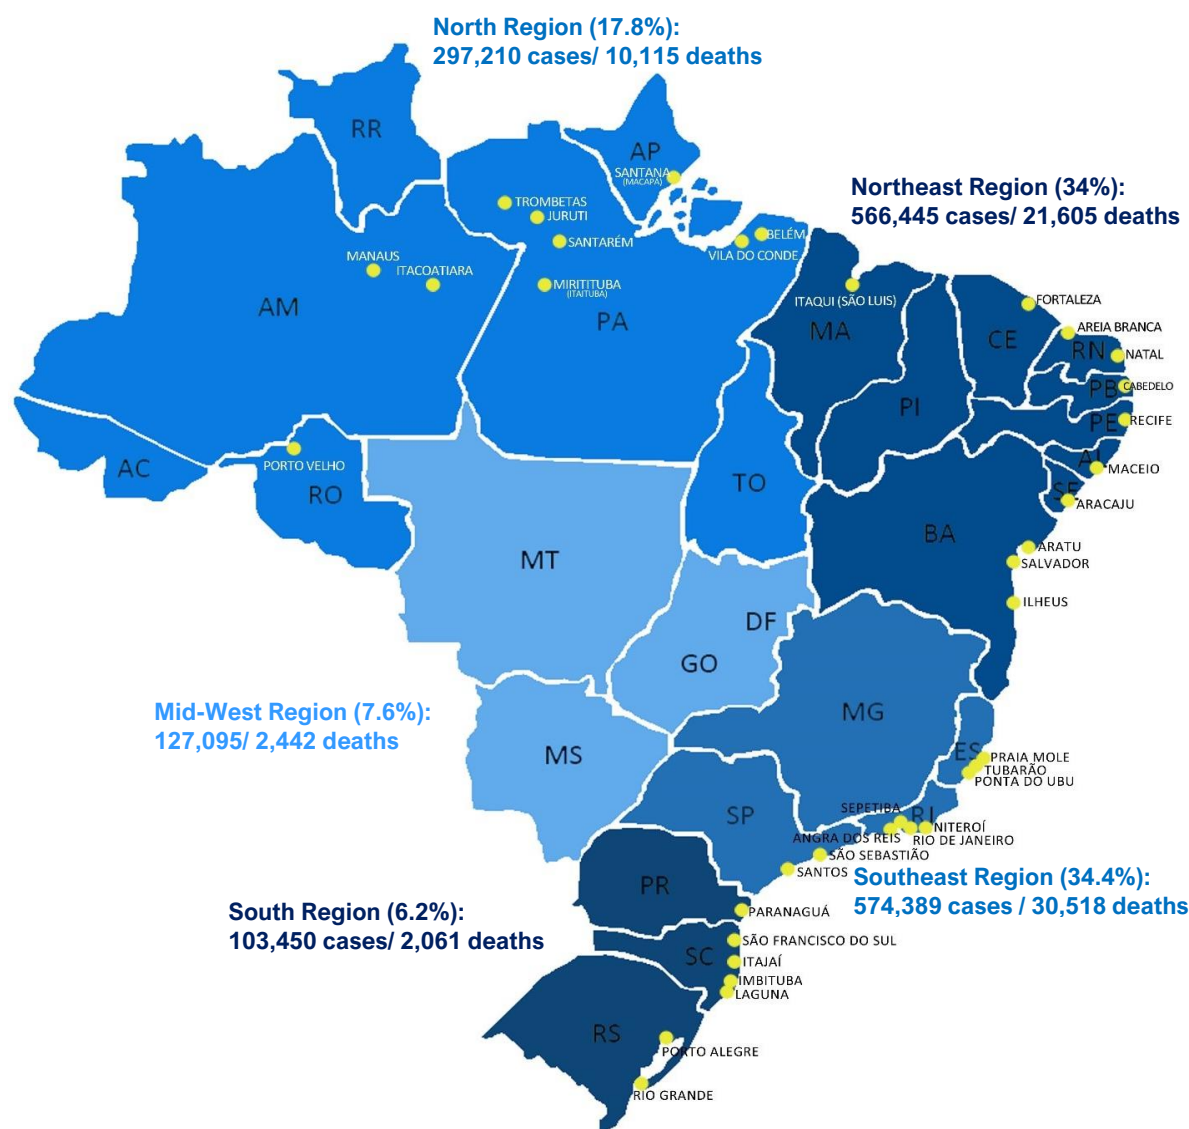 North Region (17.8%):
297,210 cases/ 10,115 deaths
RR
AP
SANTANA
(MACAPÁ)
Northeast Region (34%):
566,445 cases/ 21,605 deaths
TROMBETAS
JURUTI
SANTARÉM
BELÉM
VILA DO CONDE
MANAUS
ITACOATIARA
MIRITITUBA
(ITAITUBA)
AM
PA
ITAQUI (SÃO LUIS)
MA
FORTALEZA
CE
AREIA BRANCA
RN
NATAL
PB
CABEDELO
PI
PE
RECIFE
AC
PORTO VELHO
RO
TO
AL
MACEIO
SE
ARACAJU
BA
ARATU
SALVADOR
MT
ILHEUS
DF
GO
Mid-West Region (7.6%):
127,095/ 2,442 deaths
MS
MG
ES
PRAIA MOLE
TUBARÃO
PONTA DO UBU
SP
SEPETIBA
RJ
NITEROÍ
ANGRA DOS REIS
RIO DE JANEIRO
SÃO SEBASTIÃO
SANTOS
Southeast Region (34.4%):
574,389 cases / 30,518 deaths
PR
South Region (6.2%):
103,450 cases/ 2,061 deaths
PARANAGUÁ
SÃO FRANCISCO DO SUL
SC
ITAJAÍ
IMBITUBA
LAGUNA
RS
PORTO ALEGRE
RIO GRANDE